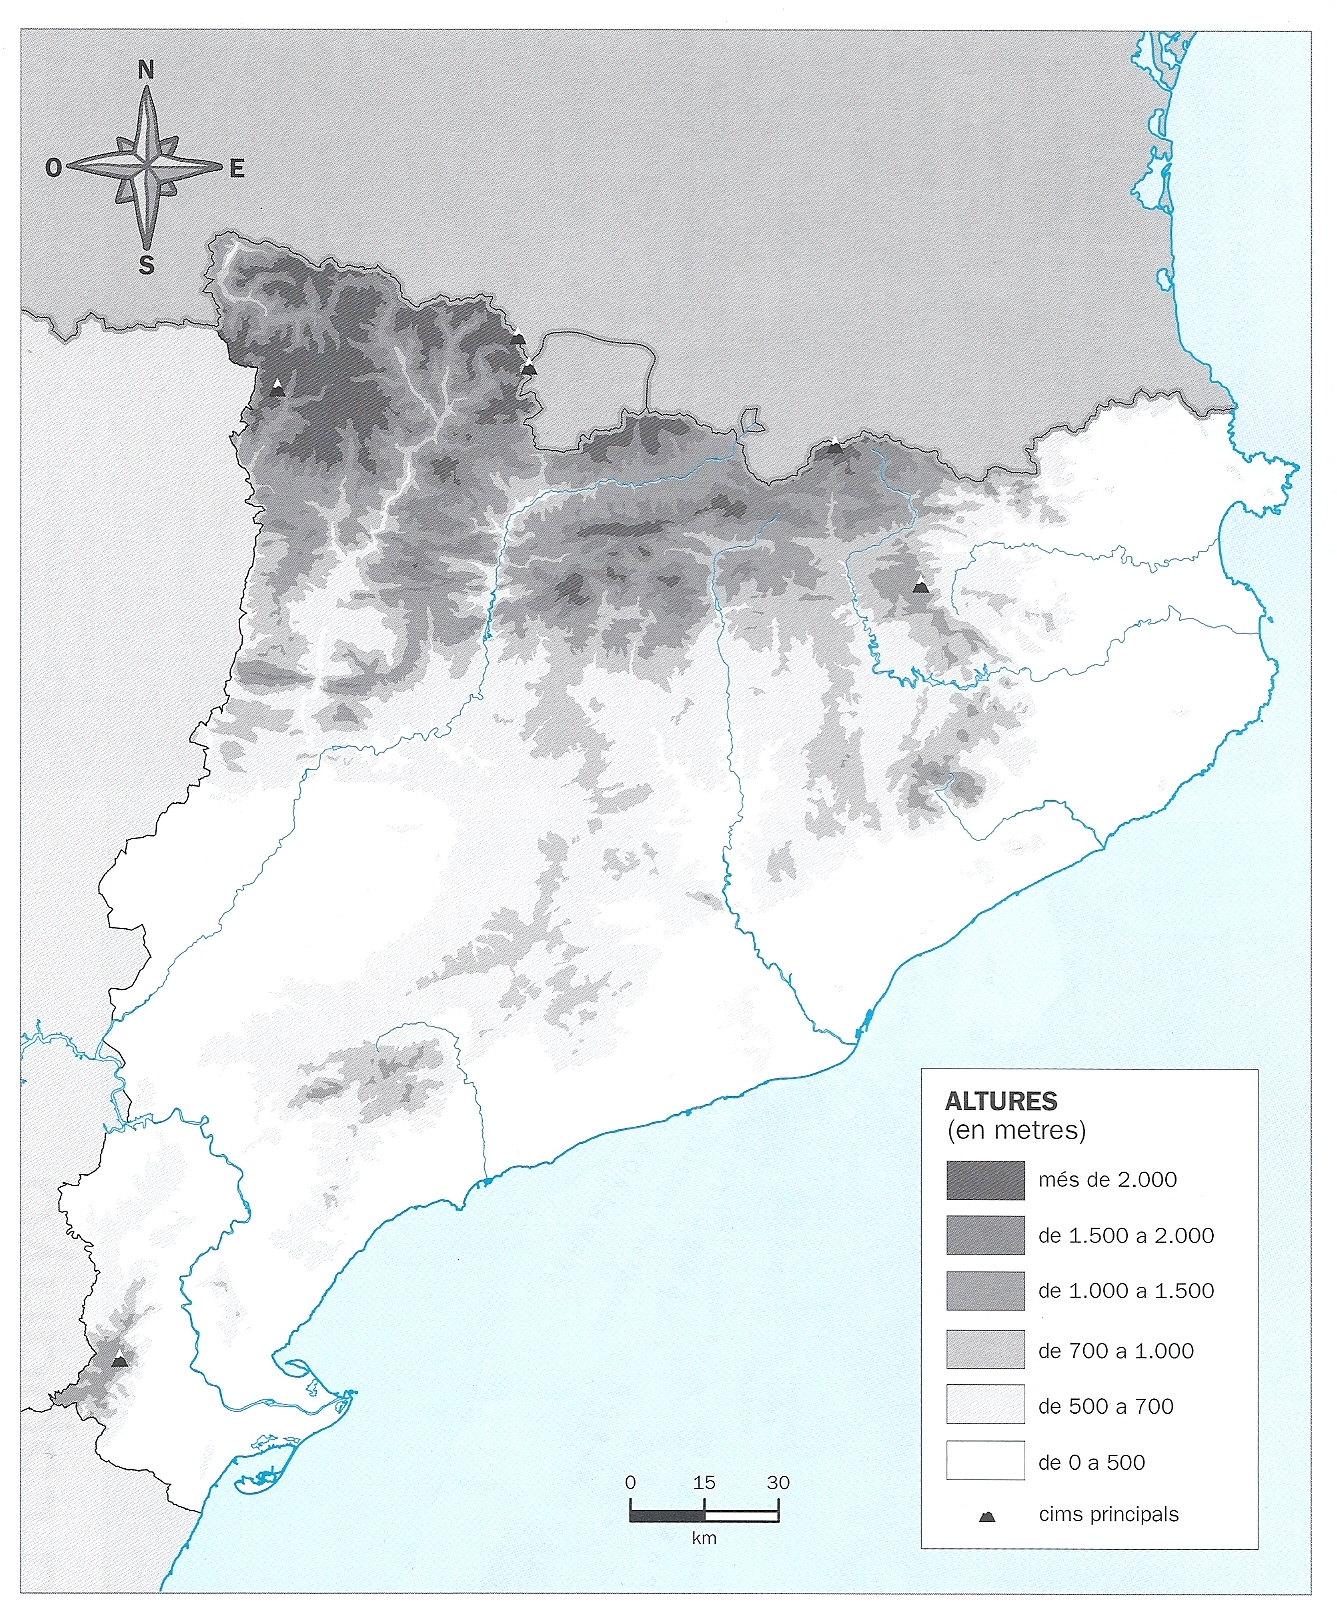 N
O
E
S
ALTURES
(en metres)
més de 2.000
de 1.500 a 2.000
de 1.000 a 1.500
de 700 a 1.000
de 500 a 700
de 0 a 500
cims principals
0 15 30
km